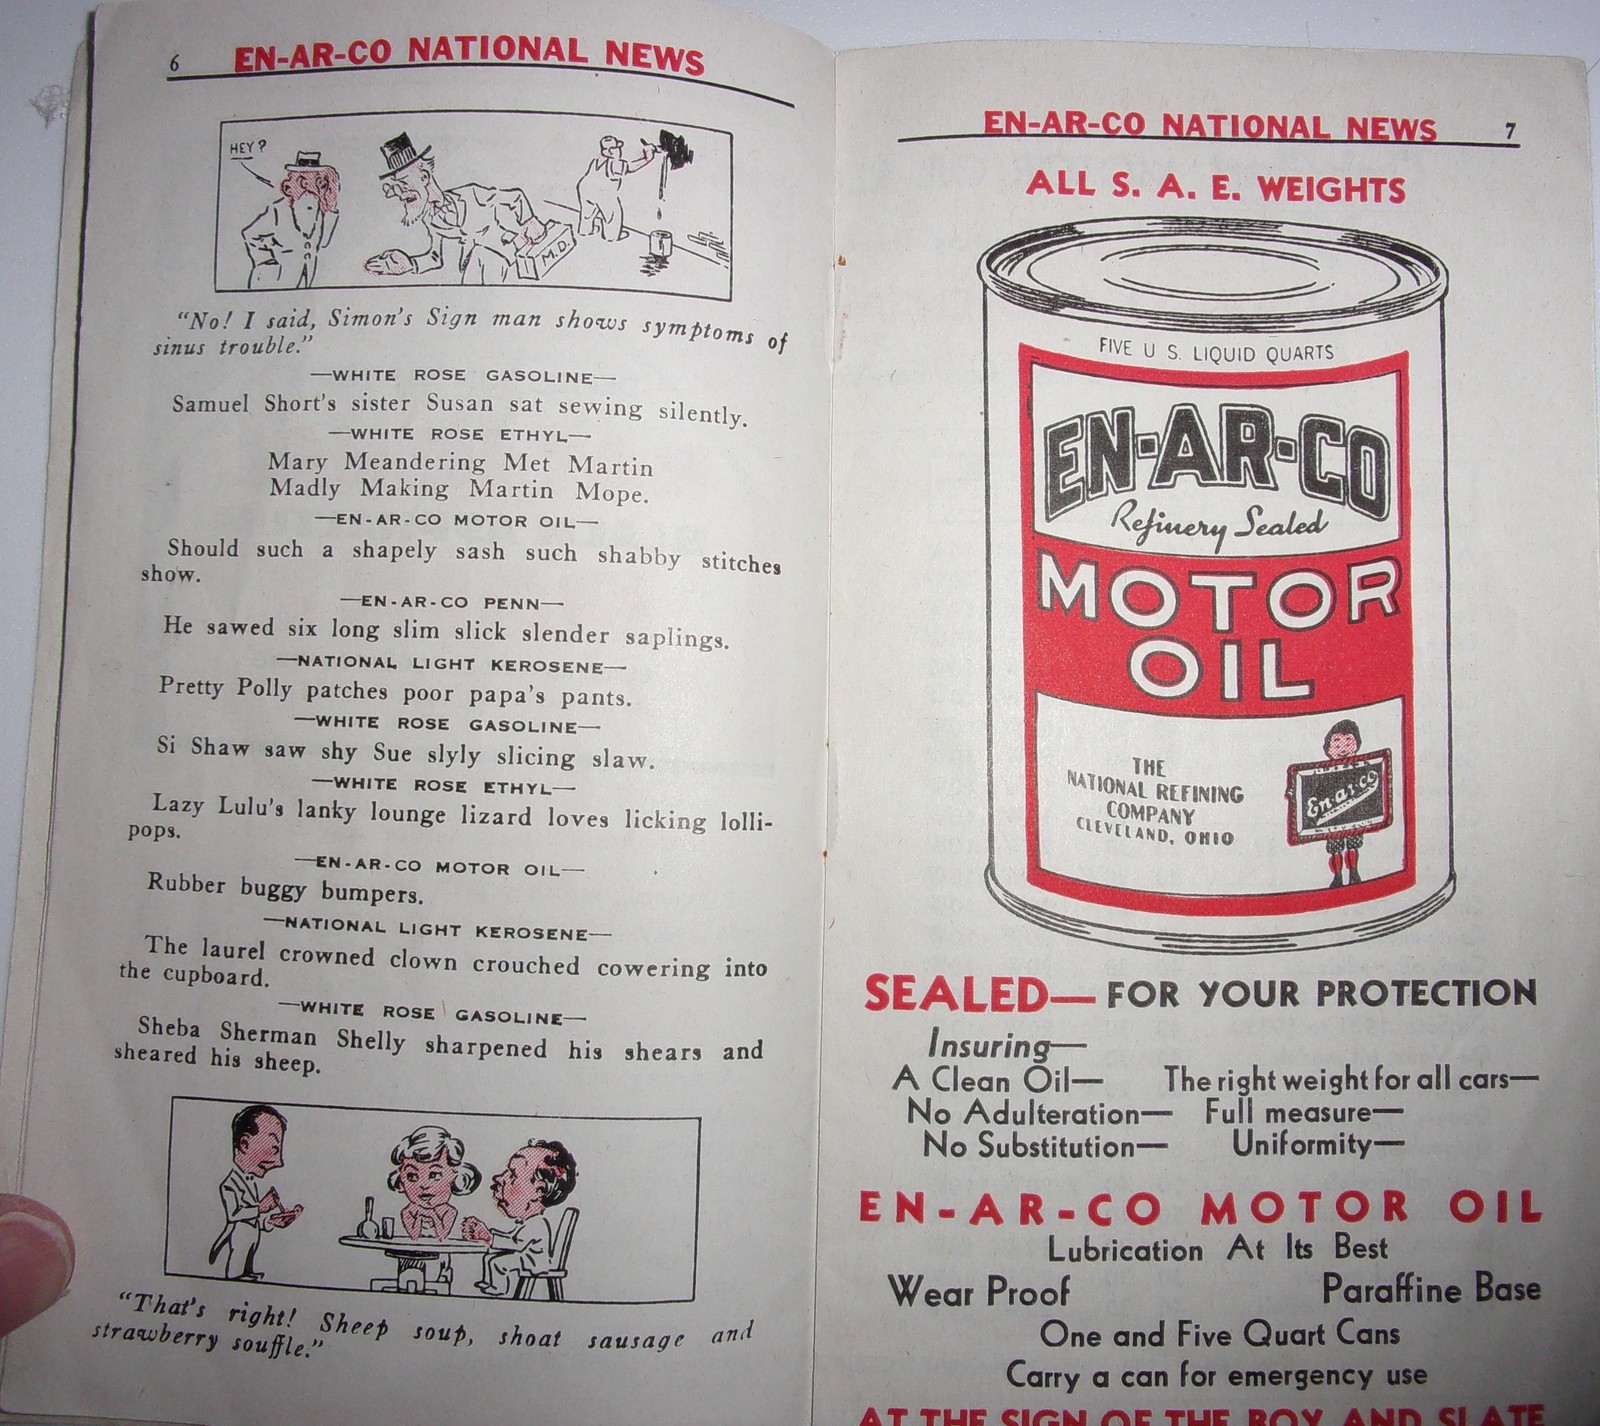 6 EN-AR-CO NATIONAL NEWS
HEY?
M.D.
"No! I said, Simon's Sign man shows symptoms of
sinus trouble."
—WHITE ROSE GASOLINE—
Samuel Short's sister Susan sat sewing silently.
—WHITE ROSE ETHYL—
Mary Meandering Met Martin
Madly Making Martin Mope.
—EN-AR-CO MOTOR OIL—
Should such a shapely sash such shabby stitches
show.
—EN-AR-CO PENN—
He sawed six long slim slick slender saplings.
—NATIONAL LIGHT KEROSENE—
Pretty Polly patches poor papa's pants.
—WHITE ROSE GASOLINE—
Si Shaw saw shy Sue slyly slicing slaw.
—WHITE ROSE ETHYL—
Lazy Lulu's lanky lounge lizard loves licking lolli-
pops.
—EN-AR-CO MOTOR OIL—
Rubber buggy bumpers.
—NATIONAL LIGHT KEROSENE—
The laurel crowned clown crouched cowering into
the cupboard.
—WHITE ROSE GASOLINE—
Sheba Sherman Shelly sharpened his shears and
sheared his sheep.
"That's right! Sheep soup, shoat sausage and
strawberry souffle."
EN-AR-CO NATIONAL NEWS 7
ALL S. A. E. WEIGHTS
FIVE U S. LIQUID QUARTS
EN-AR-CO
Refinery Sealed
MOTOR
OIL
THE
NATIONAL REFINING
COMPANY
CLEVELAND, OHIO
En-ar-co
SEALED—FOR YOUR PROTECTION
Insuring—
A Clean Oil— The right weight for all cars—
No Adulteration— Full measure—
No Substitution— Uniformity—
EN-AR-CO MOTOR OIL
Lubrication At Its Best
Wear Proof Paraffine Base
One and Five Quart Cans
Carry a can for emergency use
AT THE SIGN OF THE BOY AND SLATE